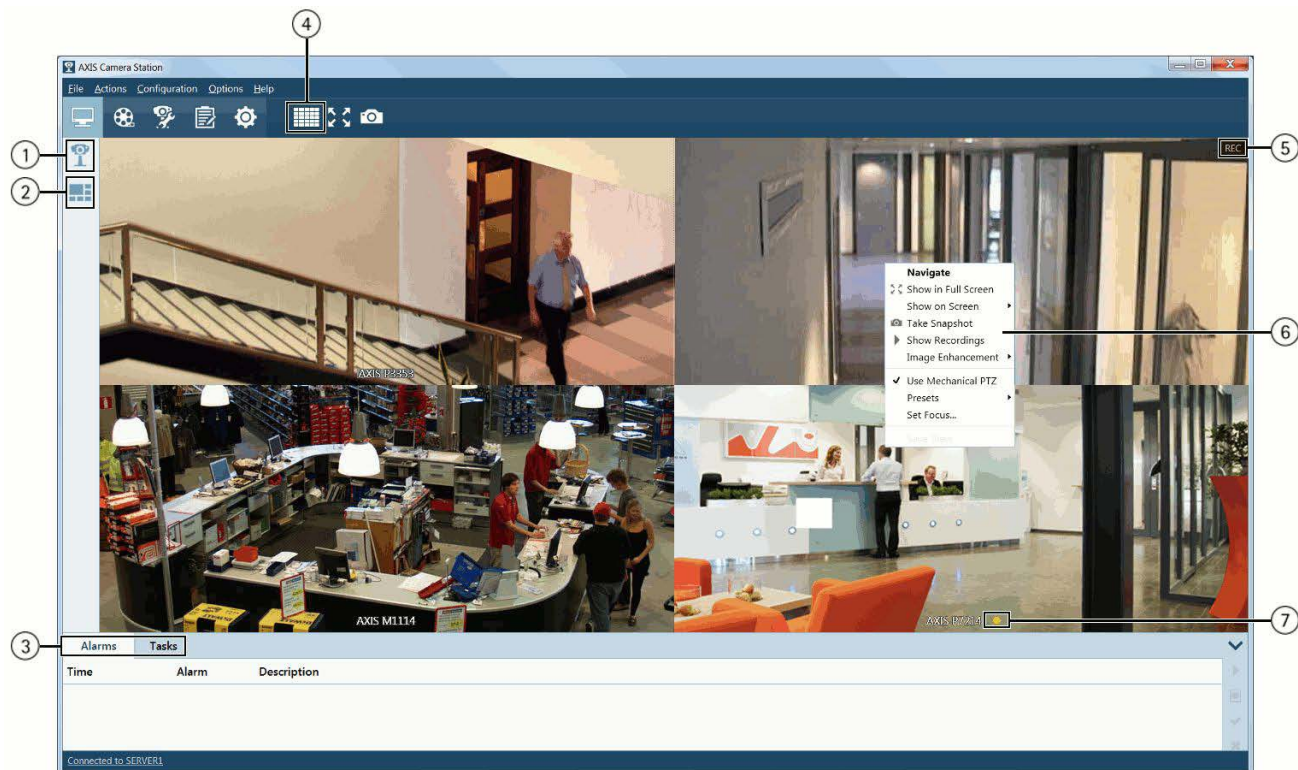 4
AXIS Camera Station
File Actions Configuration Options Help
1
2
REC
5
Navigate
Show in Full Screen
Show on Screen
Take Snapshot
Show Recordings
Image Enhancement
6
Use Mechanical PTZ
Presets
Set Focus...
AXIS P3353
AXIS M1114
7
3
Alarms Tasks
Time Alarm Description
Connected to SERVER1